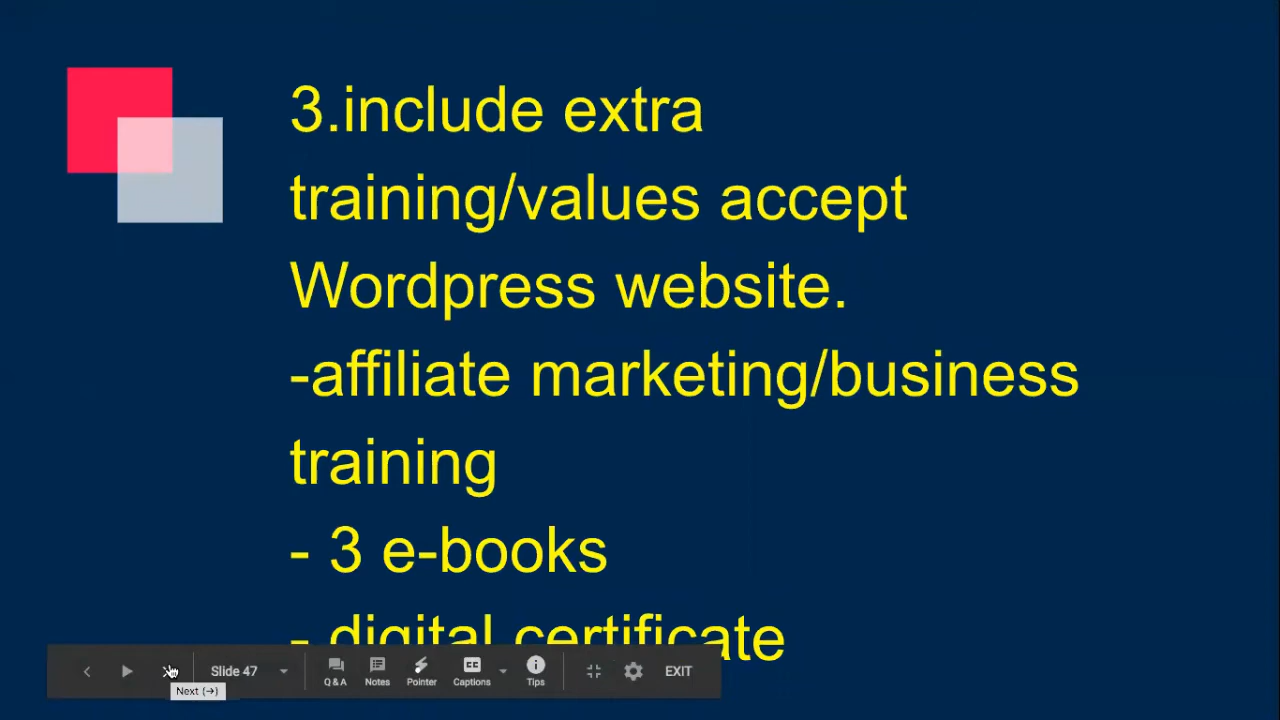 3.include extra
training/values accept
Wordpress website.
-affiliate marketing/business
training
- 3 e-books
- digital certificate
Slide 47
Q & A
Notes
Pointer
CC
Captions
Tips
EXIT
Next (→)